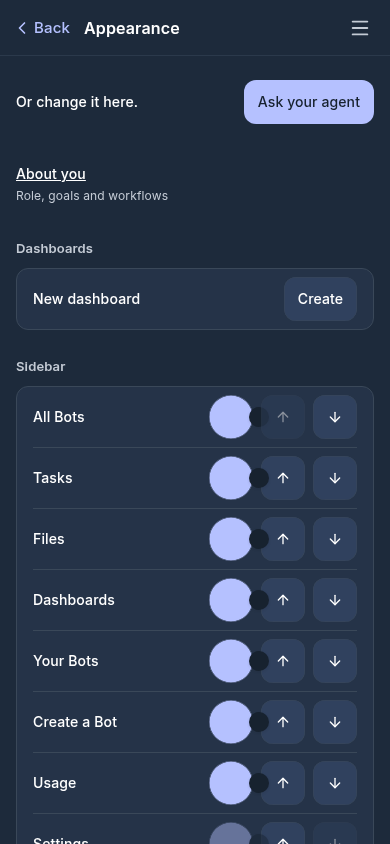 Back Appearance
Or change it here.
Ask your agent
About you
Role, goals and workflows
Dashboards
New dashboard
Create
Sidebar
All Bots
Tasks
Files
Dashboards
Your Bots
Create a Bot
Usage
Settings